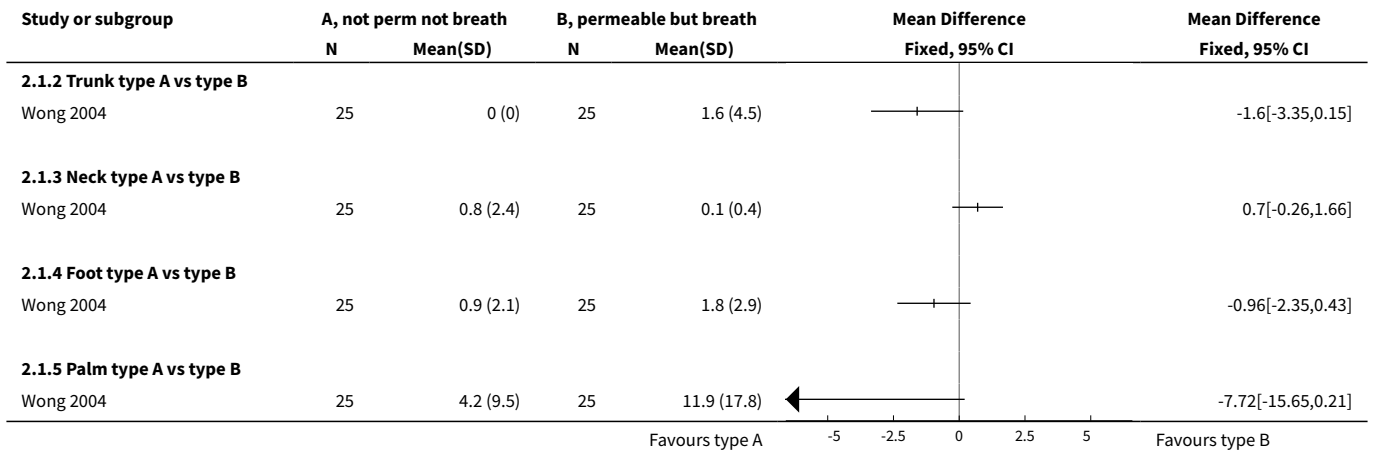 Study or subgroup A, not perm not breath B, permeable but breath Mean Difference Mean Difference
N Mean(SD) N Mean(SD) Fixed, 95% CI Fixed, 95% CI
2.1.2 Trunk type A vs type B
Wong 2004 25 0 (0) 25 1.6 (4.5) -1.6[-3.35,0.15]
2.1.3 Neck type A vs type B
Wong 2004 25 0.8 (2.4) 25 0.1 (0.4) 0.7[-0.26,1.66]
2.1.4 Foot type A vs type B
Wong 2004 25 0.9 (2.1) 25 1.8 (2.9) -0.96[-2.35,0.43]
2.1.5 Palm type A vs type B
Wong 2004 25 4.2 (9.5) 25 11.9 (17.8) -7.72[-15.65,0.21]
Favours type A -5 -2.5 0 2.5 5 Favours type B